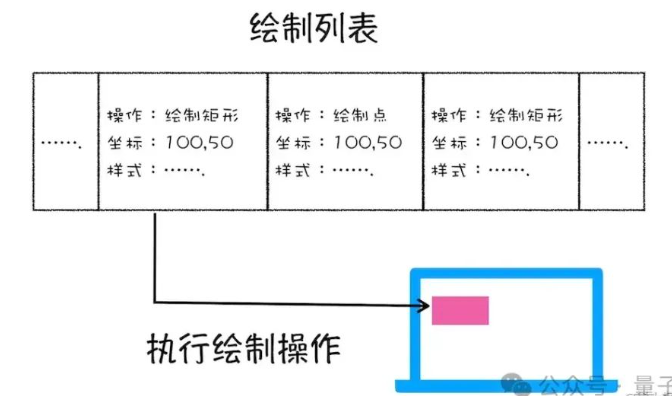 绘制列表
…….
操作：绘制矩形
坐标：100,50
样式：…….
操作：绘制点
坐标：100,50
样式：…….
操作：绘制矩形
坐标：100,50
样式：…….
…….
执行绘制操作
公众号 · 量子